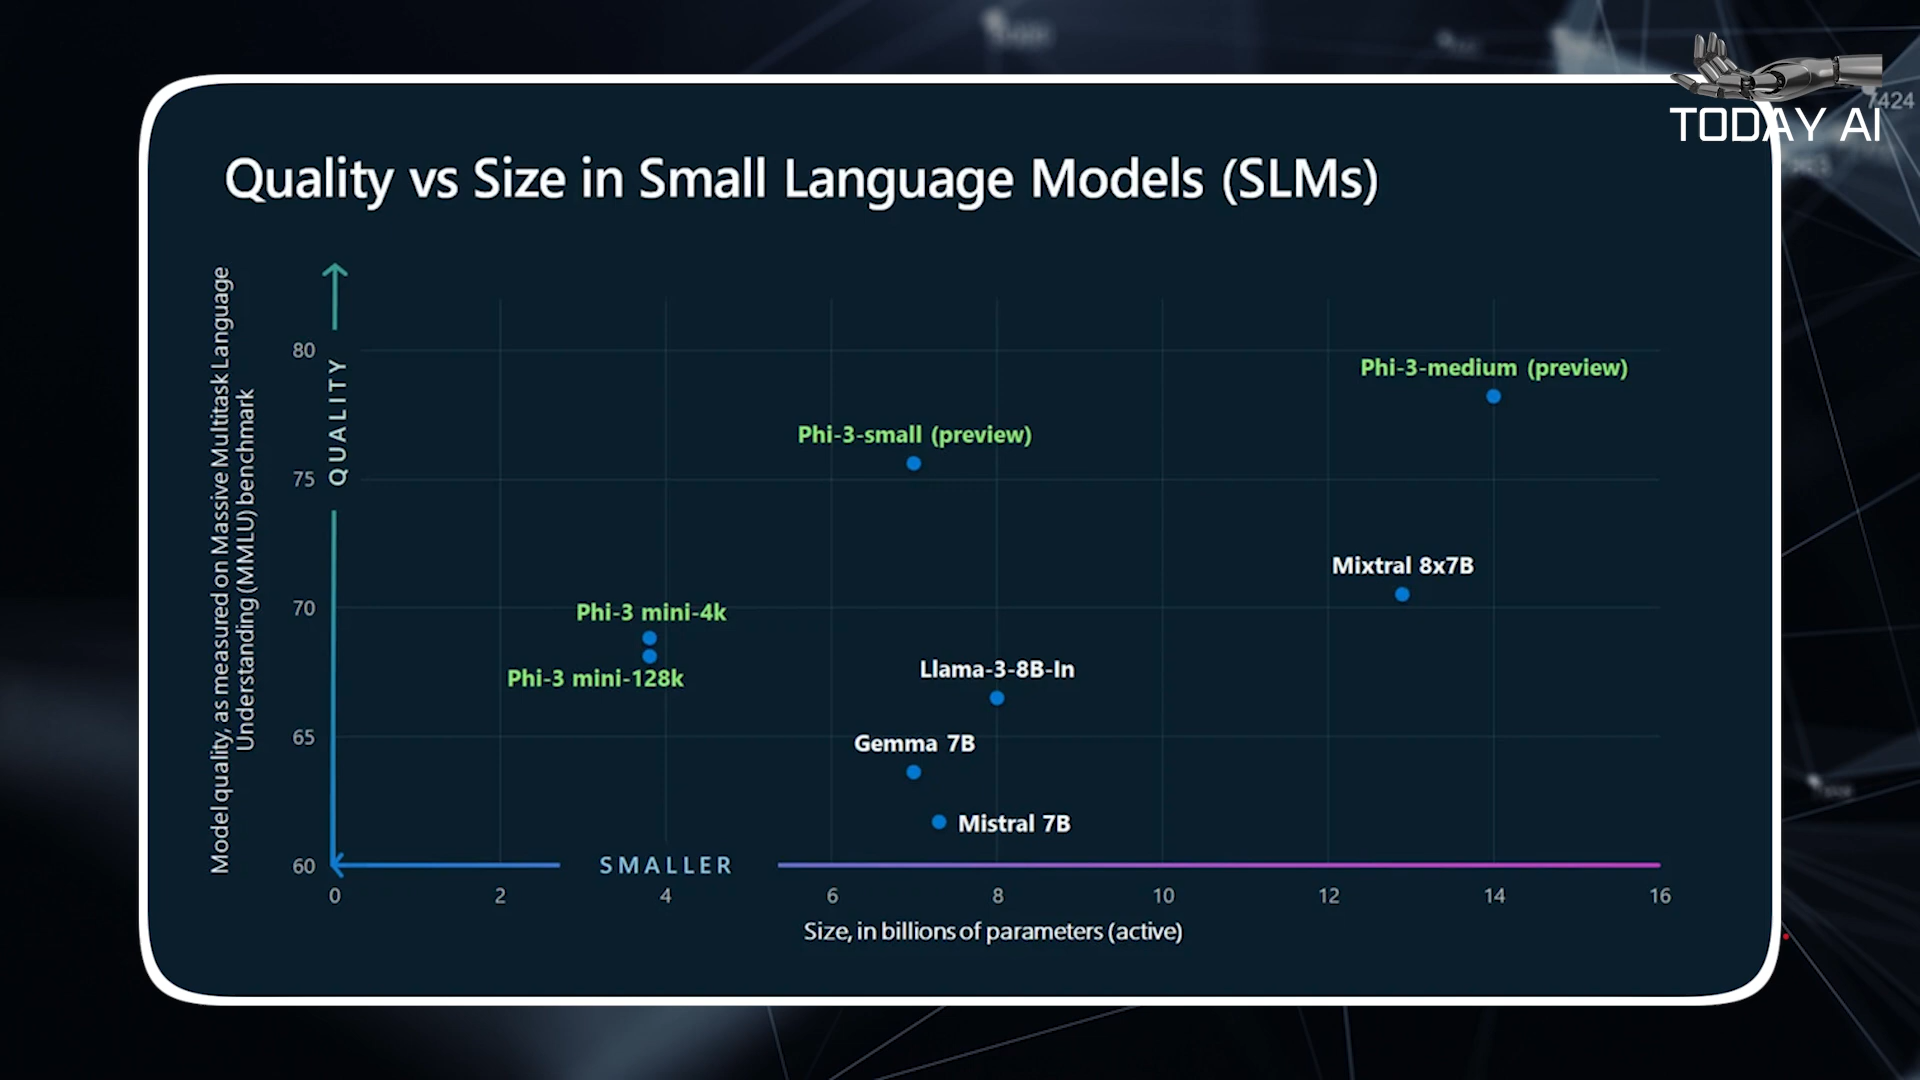 TODAY AI
7424
Quality vs Size in Small Language Models (SLMs)
Model quality, as measured on Massive Multitask Language
Understanding (MMLU) benchmark
QUALITY
80
75
70
65
60
Phi-3-medium (preview)
Phi-3-small (preview)
Mixtral 8x7B
Phi-3 mini-4k
Phi-3 mini-128k
Llama-3-8B-In
Gemma 7B
Mistral 7B
SMALLER
0 2 4 6 8 10 12 14 16
Size, in billions of parameters (active)